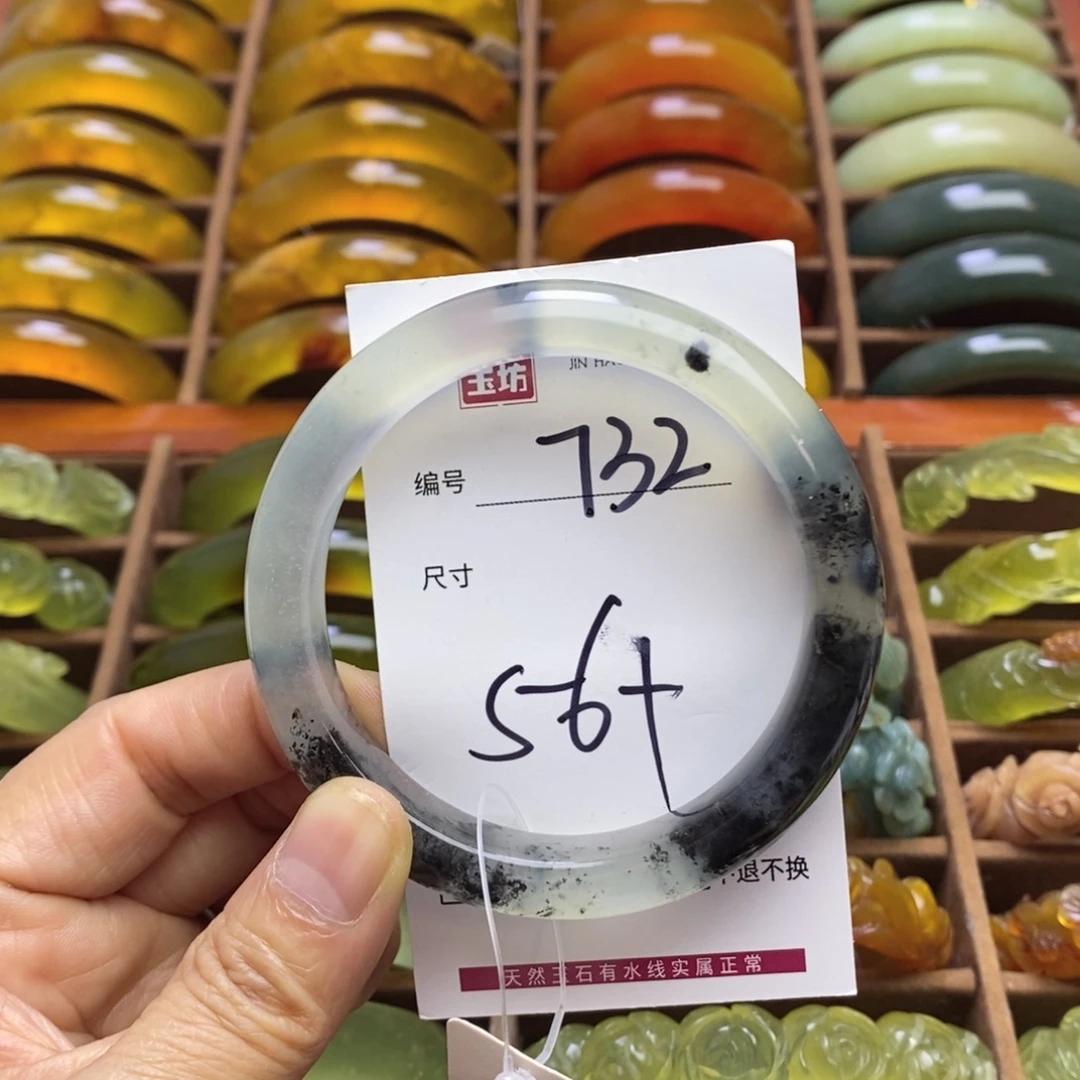 玉坊 JIN HA
编号 732
尺寸
56+
退不换
天然玉石有水线实属正常